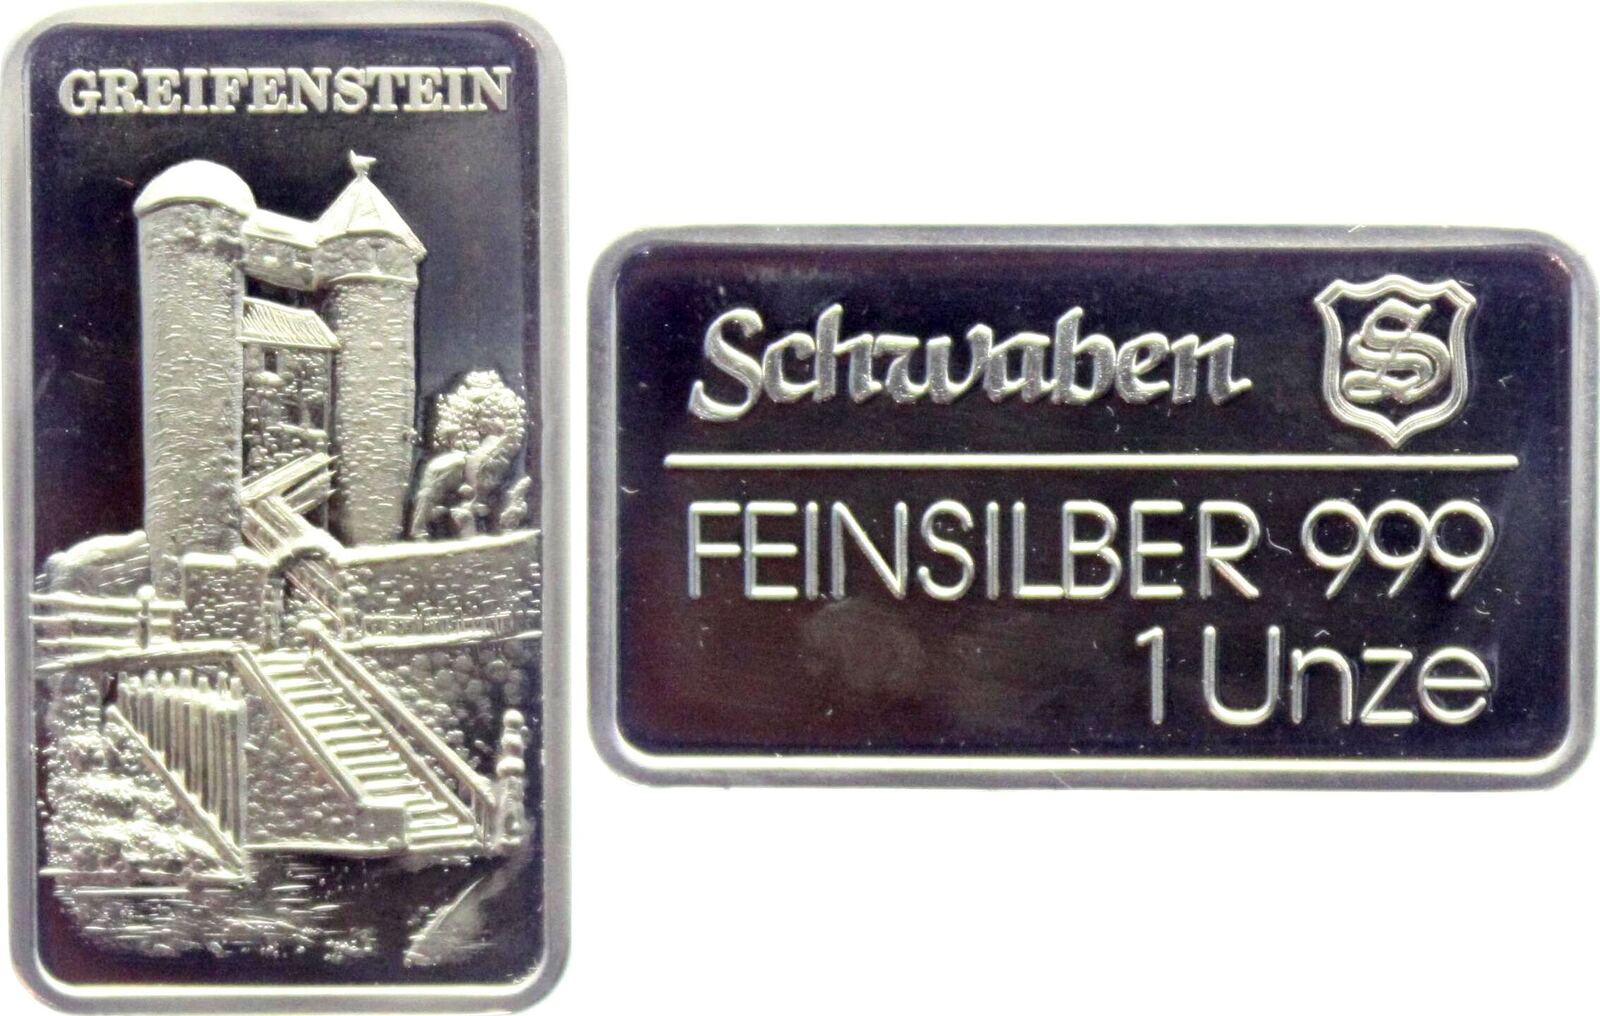 GREIFENSTEIN
Schwaben S
FEINSILBER 999
1 Unze